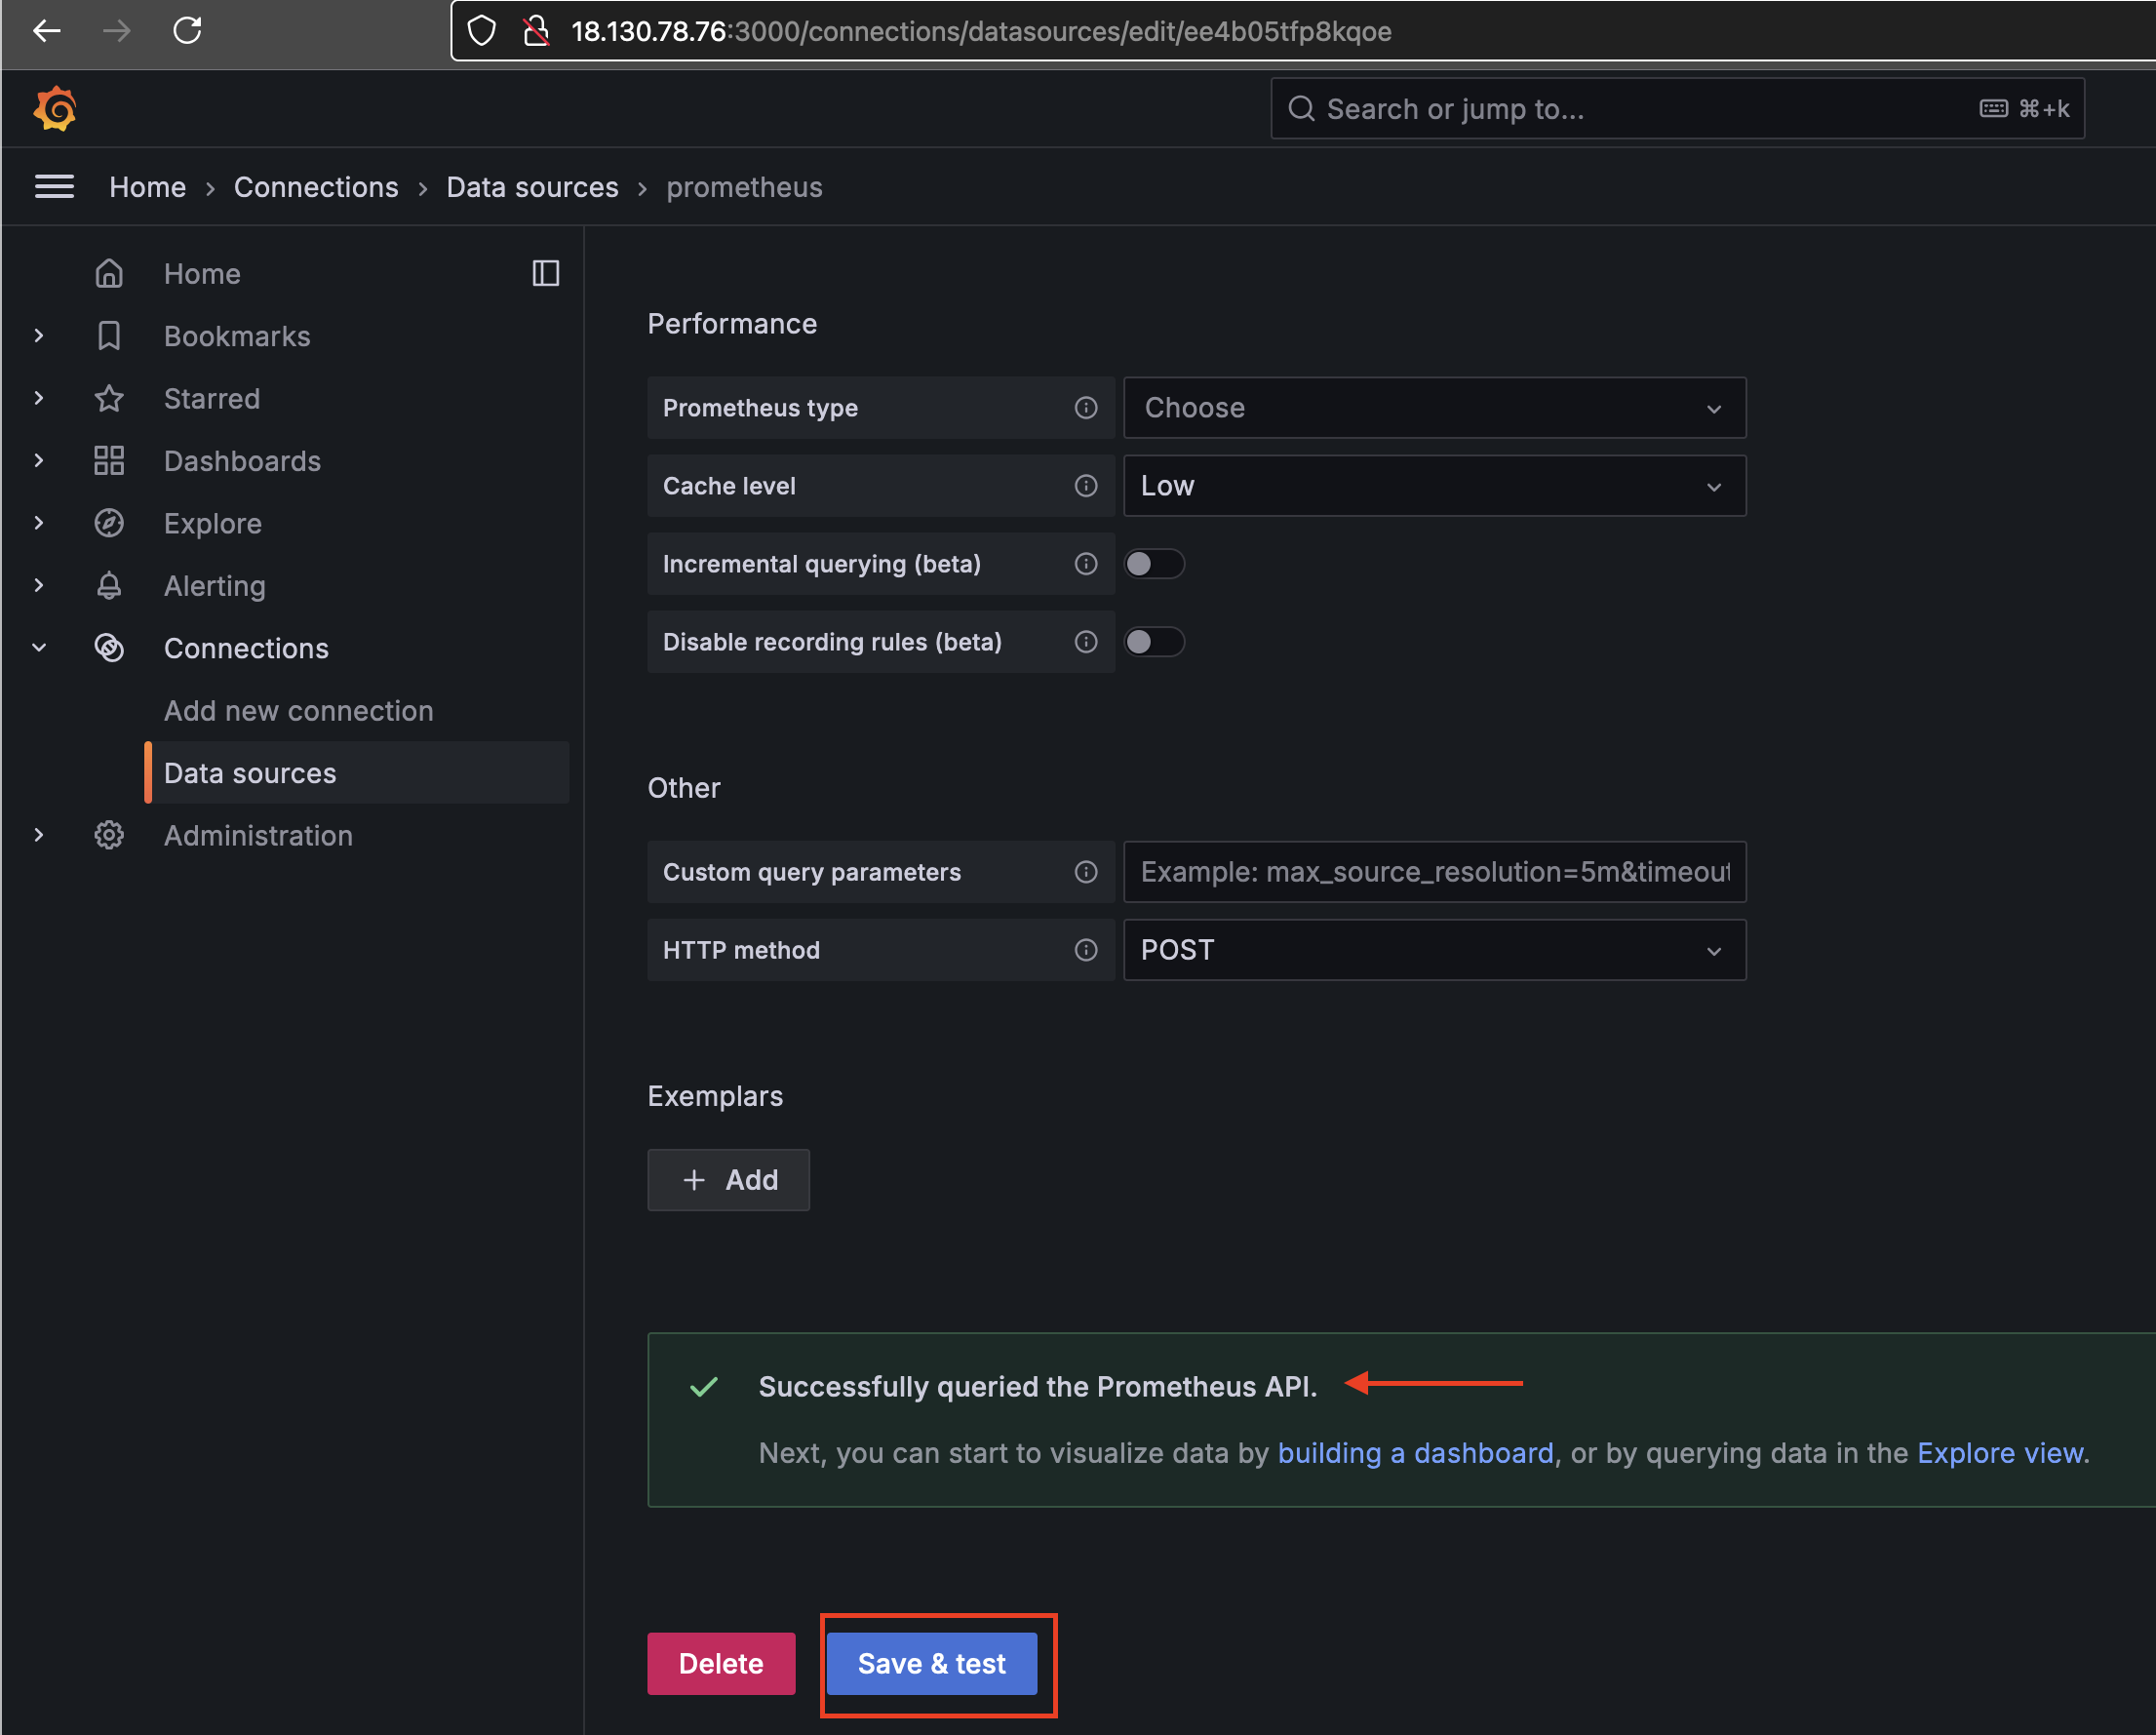 18.130.78.76:3000/connections/datasources/edit/ee4b05tfp8kqoe
Search or jump to...
⌘+k
Home › Connections › Data sources › prometheus
Home
Bookmarks
Starred
Dashboards
Explore
Alerting
Connections
Add new connection
Data sources
Administration
Performance
Prometheus type
Choose
Cache level
Low
Incremental querying (beta)
Disable recording rules (beta)
Other
Custom query parameters
Example: max_source_resolution=5m&timeout
HTTP method
POST
Exemplars
+ Add
Successfully queried the Prometheus API.
Next, you can start to visualize data by building a dashboard, or by querying data in the Explore view.
Delete
Save & test